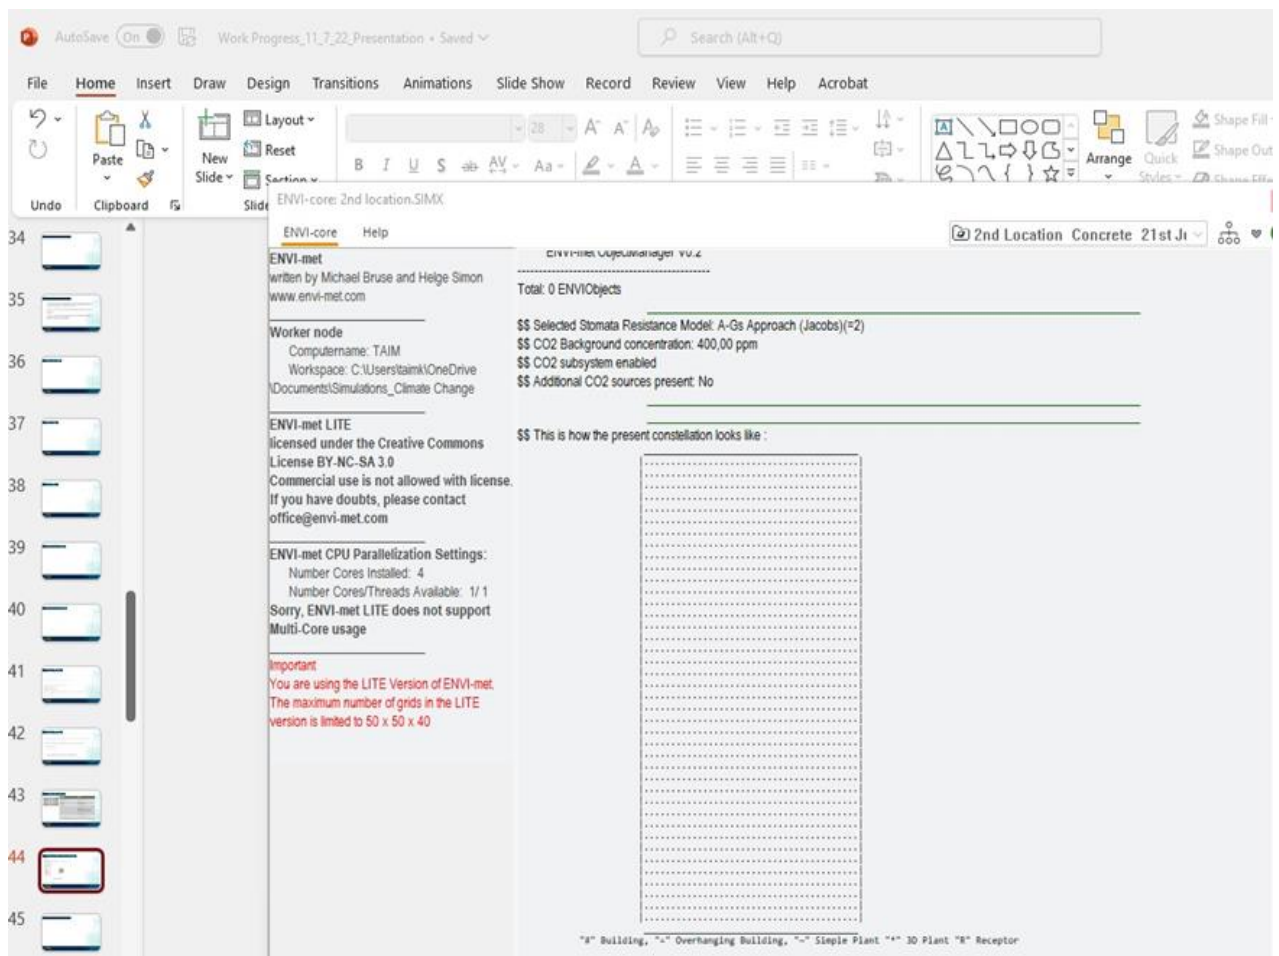 AutoSave On Work Progress_11_7_22_Presentation • Saved Search (Alt+Q)
File Home Insert Draw Design Transitions Animations Slide Show Record Review View Help Acrobat
Paste New Slide Layout Reset Section 28 Arrange Quick Styles Shape Fill
Undo Clipboard
ENVI-core: 2nd location.SIMX
ENVI-core Help 2nd Location Concrete 21st
34
35
36
37
38
39
40
41
42
43
44
45
ENVI-met
written by Michael Bruse and Helge Simon
www.envi-met.com
Worker node
Computername: TAIM
Workspace: C:\Users\taimk\OneDrive
\Documents\Simulations_Climate Change
ENVI-met LITE
licensed under the Creative Commons
License BY-NC-SA 3.0
Commercial use is not allowed with license.
If you have doubts, please contact
office@envi-met.com
ENVI-met CPU Parallelization Settings:
Number Cores Installed: 4
Number Cores/Threads Available: 1/ 1
Sorry, ENVI-met LITE does not support
Multi-Core usage
Important
You are using the LITE Version of ENVI-met.
The maximum number of grids in the LITE
version is limited to 50 x 50 x 40
ENVI-met ObjectManager V0.2
Total: 0 ENVIObjects
$$ Selected Stomata Resistance Model: A-Gs Approach (Jacobs)(=2)
$$ CO2 Background concentration: 400,00 ppm
$$ CO2 subsystem enabled
$$ Additional CO2 sources present: No
$$ This is how the present constellation looks like :
"#" Building, "-" Overhanging Building, "~" Simple Plant "*" 3D Plant "R" Receptor